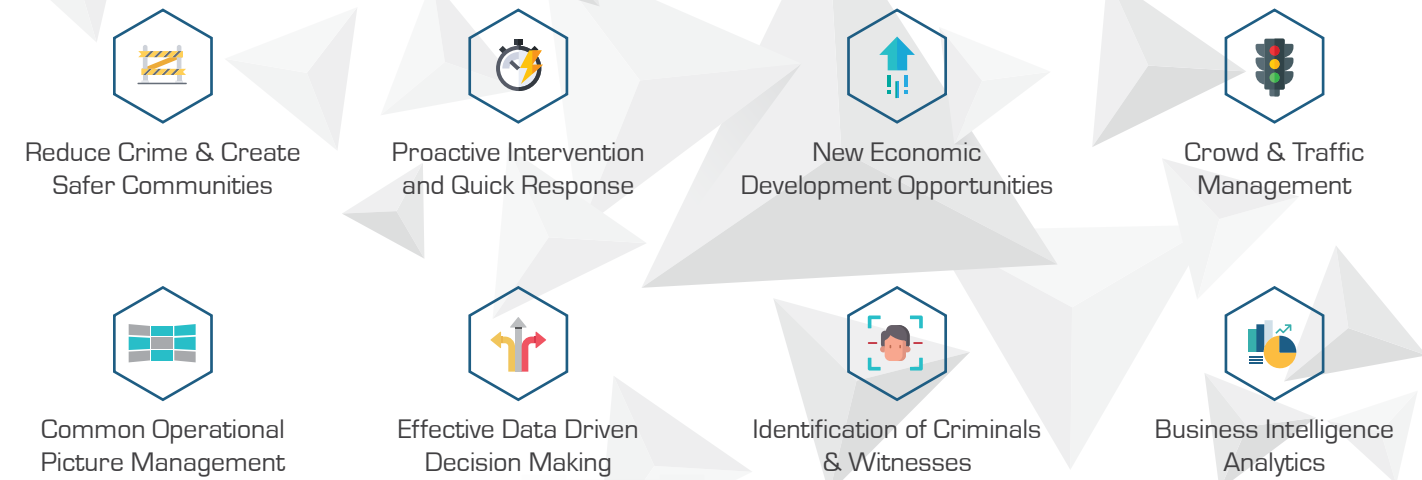 Reduce Crime & Create
Safer Communities
Proactive Intervention
and Quick Response
New Economic
Development Opportunities
Crowd & Traffic
Management
Common Operational
Picture Management
Effective Data Driven
Decision Making
Identification of Criminals
& Witnesses
Business Intelligence
Analytics